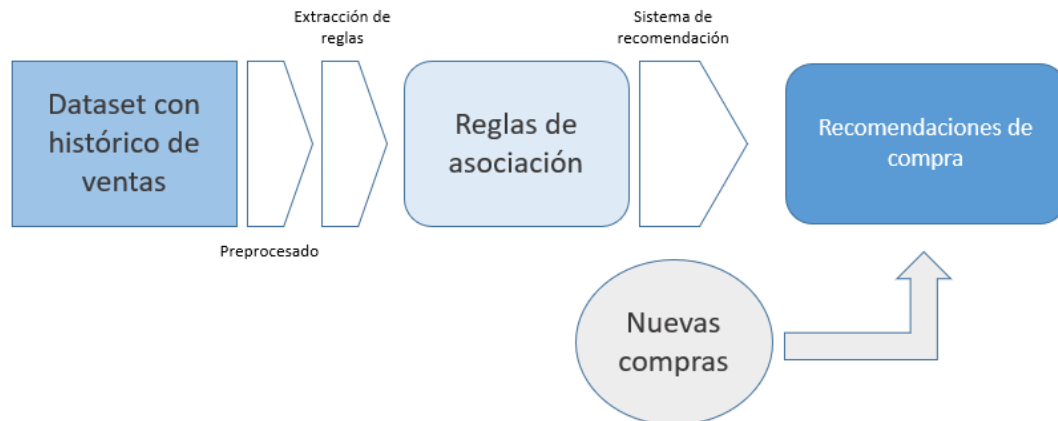 Extracción de
reglas
Sistema de
recomendación
Dataset con
histórico de
ventas
Reglas de
asociación
Recomendaciones de
compra
Preprocesado
Nuevas
compras